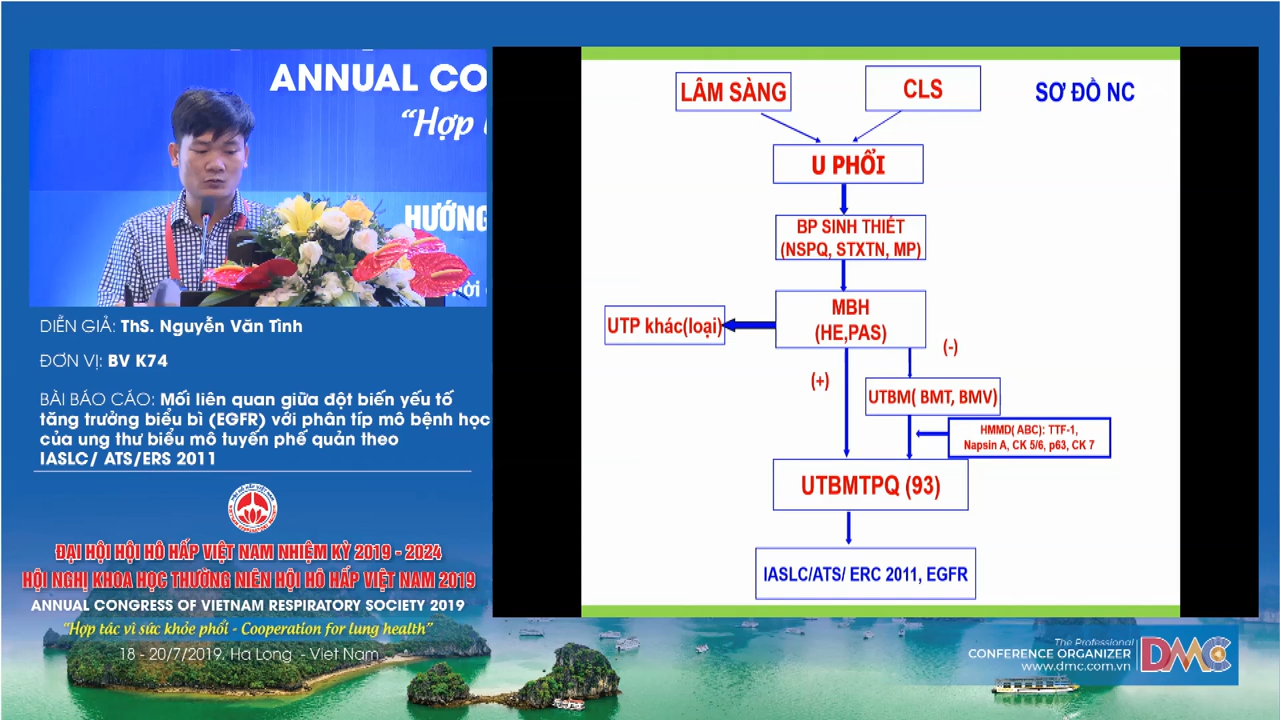 ANNUAL CO
“Hợp
HƯỚNG
DIỄN GIẢ: ThS. Nguyễn Văn Tình
ĐƠN VỊ: BV K74
BÀI BÁO CÁO: Mối liên quan giữa đột biến yếu tố
tăng trưởng biểu bì (EGFR) với phân típ mô bệnh học
của ung thư biểu mô tuyến phế quản theo
IASLC/ ATS/ERS 2011
ĐẠI HỘI HỘI HÔ HẤP VIỆT NAM NHIỆM KỲ 2019 - 2024
HỘI NGHỊ KHOA HỌC THƯỜNG NIÊN HỘI HÔ HẤP VIỆT NAM 2019
ANNUAL CONGRESS OF VIETNAM RESPIRATORY SOCIETY 2019
“Hợp tác vì sức khỏe phổi - Cooperation for lung health”
18 - 20/7/2019. Ha Long - Viet Nam
LÂM SÀNG
CLS
SƠ ĐỒ NC
U PHỔI
BP SINH THIẾT
(NSPQ, STXTN, MP)
MBH
(HE,PAS)
UTP khác(loại)
(-)
(+)
UTBM( BMT, BMV)
HMMD( ABC): TTF-1,
Napsin A, CK 5/6, p63, CK 7
UTBMTPQ (93)
IASLC/ATS/ ERC 2011, EGFR
The Professional
CONFERENCE ORGANIZER
www.dmc.com.vn
DMC